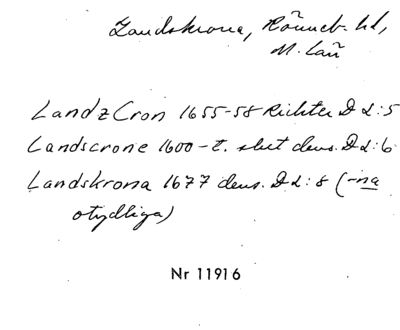 Landskrona, Rönneb. hd,
M. län
LandzCron 1655-58 Richter D 2:5
Landscrone 1600-t. slut dens. D 2:6
Landskrona 1677 dens. D 2:8 (-na
otydliga)
Nr 11916